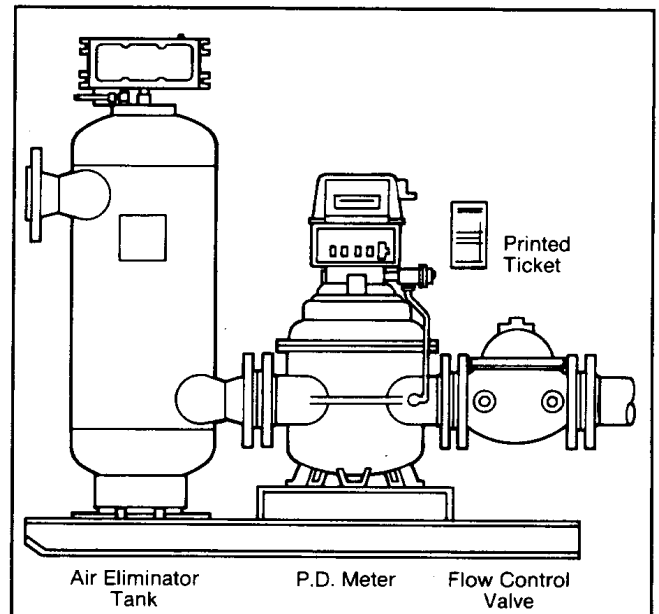 Printed
Ticket
Air Eliminator
Tank
P.D. Meter
Flow Control
Valve